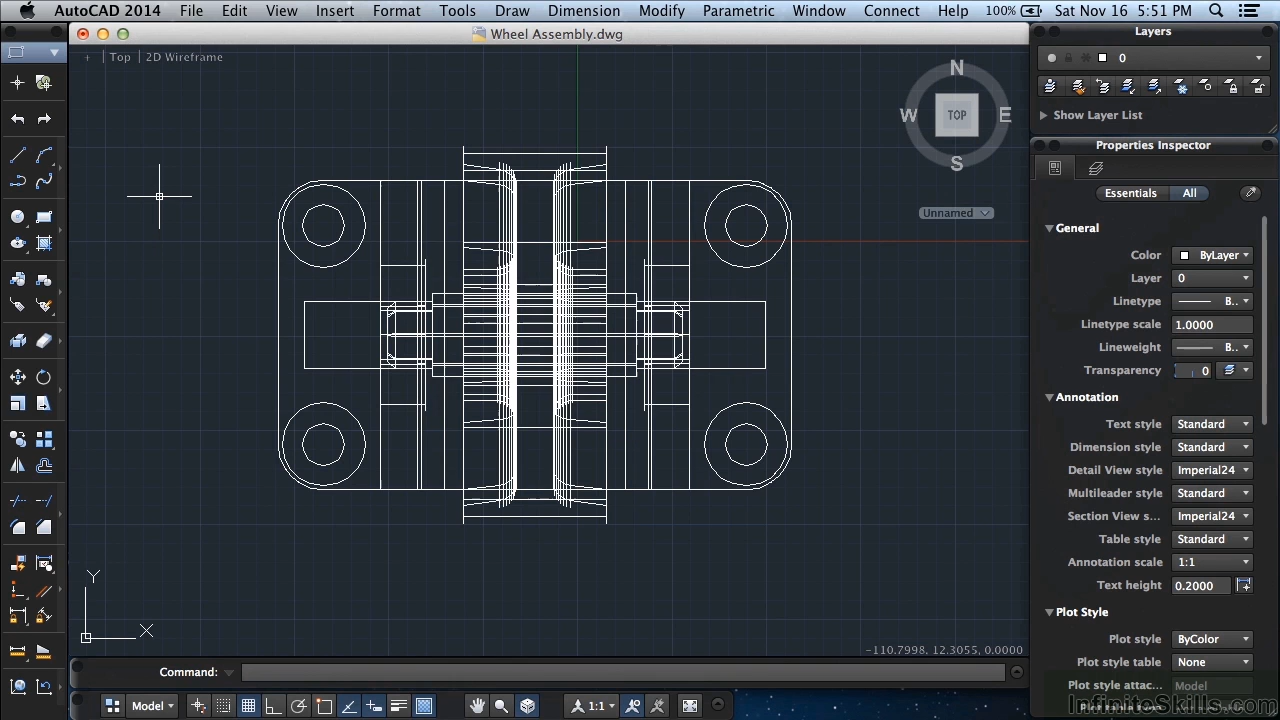 AutoCAD 2014 File Edit View Insert Format Tools Draw Dimension Modify Parametric Window Connect Help 100% Sat Nov 16 5:51 PM
Wheel Assembly.dwg
Layers
+ Top 2D Wireframe
0
N
W TOP E
S
Show Layer List
Properties Inspector
Essentials All
Unnamed
General
Color ByLayer
Layer 0
Linetype B..
Linetype scale 1.0000
Lineweight B..
Transparency 0
Annotation
Text style Standard
Dimension style Standard
Detail View style Imperial24
Multileader style Standard
Section View s... Imperial24
Table style Standard
Annotation scale 1:1
Text height 0.2000
Plot Style
Plot style ByColor
Plot style table None
Plot style attac... Model
Y
X
-110.7998, 12.3055, 0.0000
Command:
Model 1:1
InfiniteSkills.com